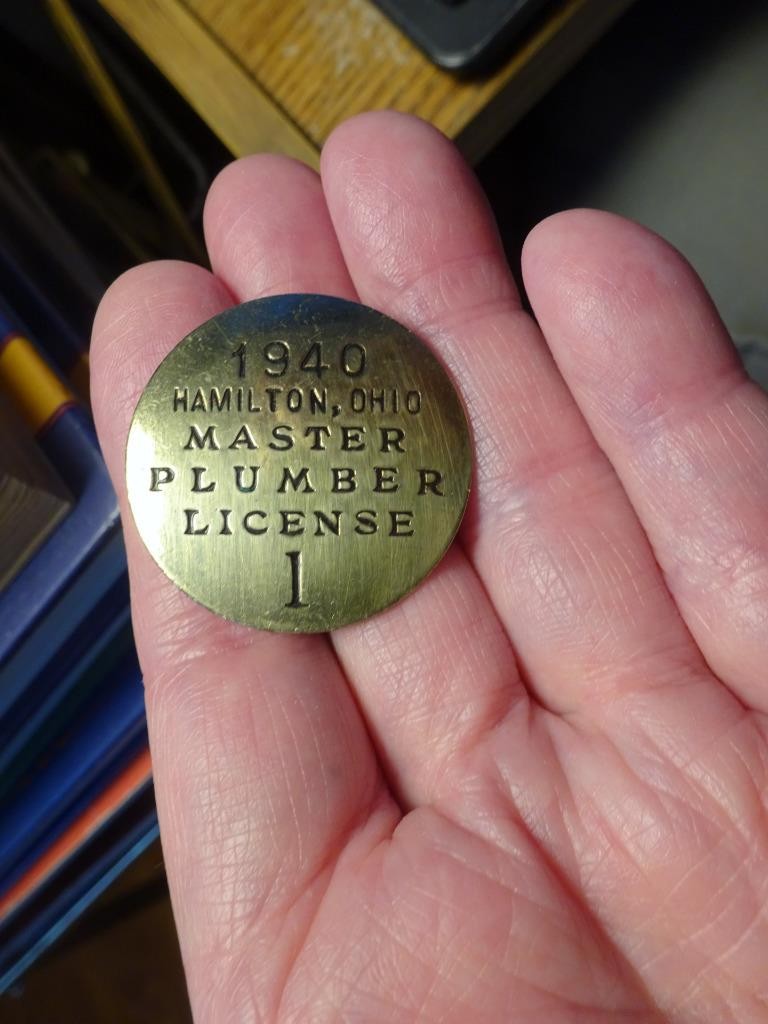 1940
HAMILTON, OHIO
MASTER
PLUMBER
LICENSE
1